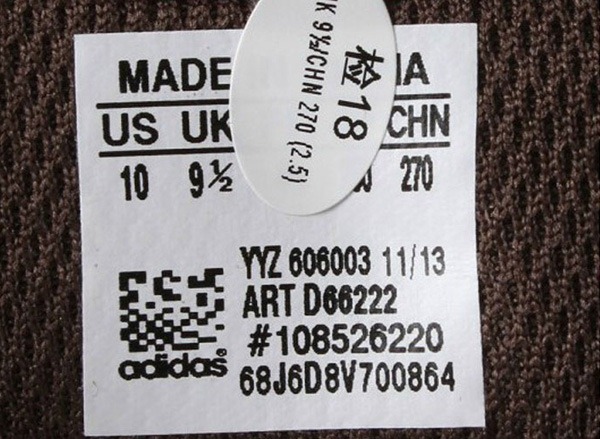 MADE
US UK CHN
10 9½ 270
K 9½/CHN 270 (2.5)
检18
YYZ 606003 11/13
ART D66222
#108526220
68J6D8V700864
adidas®